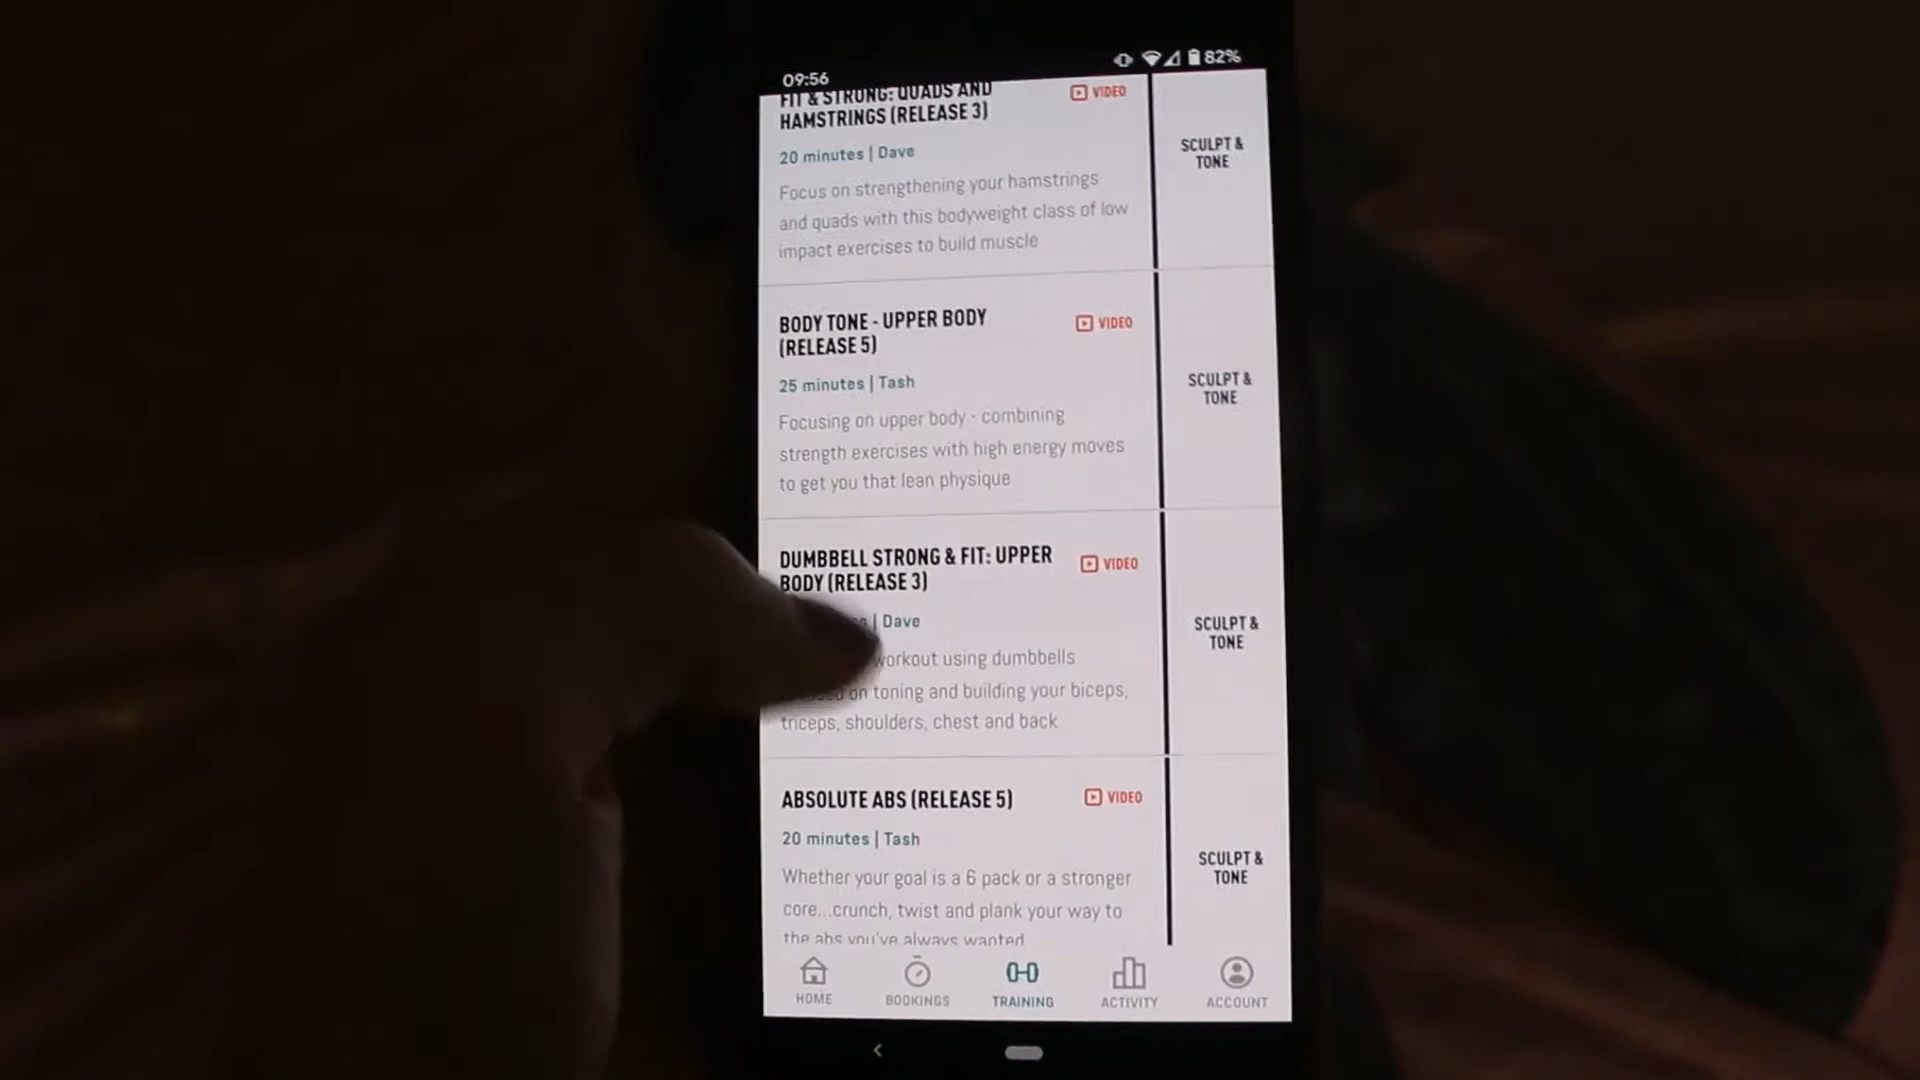 09:56
82%
FIT & STRONG: QUADS AND
HAMSTRINGS (RELEASE 3)
VIDEO
20 minutes | Dave
Focus on strengthening your hamstrings
and quads with this bodyweight class of low
impact exercises to build muscle
SCULPT &
TONE
BODY TONE - UPPER BODY
(RELEASE 5)
VIDEO
25 minutes | Tash
Focusing on upper body - combining
strength exercises with high energy moves
to get you that lean physique
SCULPT &
TONE
DUMBBELL STRONG & FIT: UPPER
BODY (RELEASE 3)
VIDEO
| Dave
workout using dumbbells
on toning and building your biceps,
triceps, shoulders, chest and back
SCULPT &
TONE
ABSOLUTE ABS (RELEASE 5)
VIDEO
20 minutes | Tash
Whether your goal is a 6 pack or a stronger
core...crunch, twist and plank your way to
the abs you've always wanted
SCULPT &
TONE
HOME
BOOKINGS
TRAINING
ACTIVITY
ACCOUNT